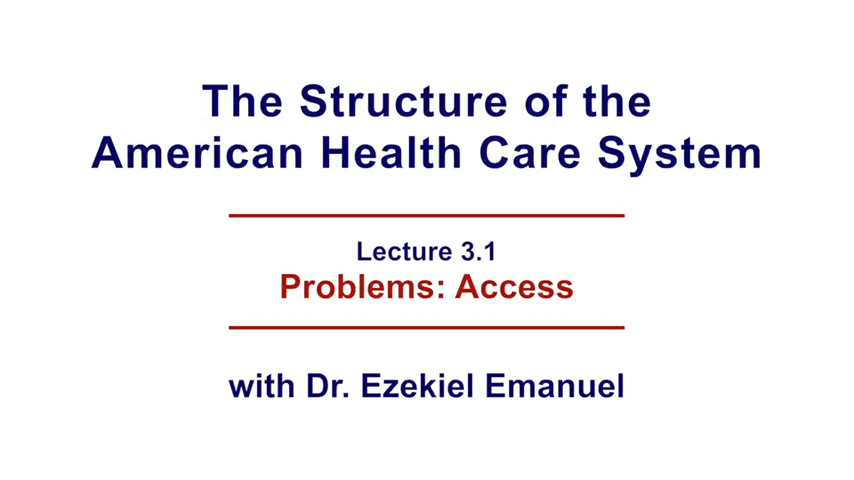 The Structure of the
American Health Care System
Lecture 3.1
Problems: Access
with Dr. Ezekiel Emanuel